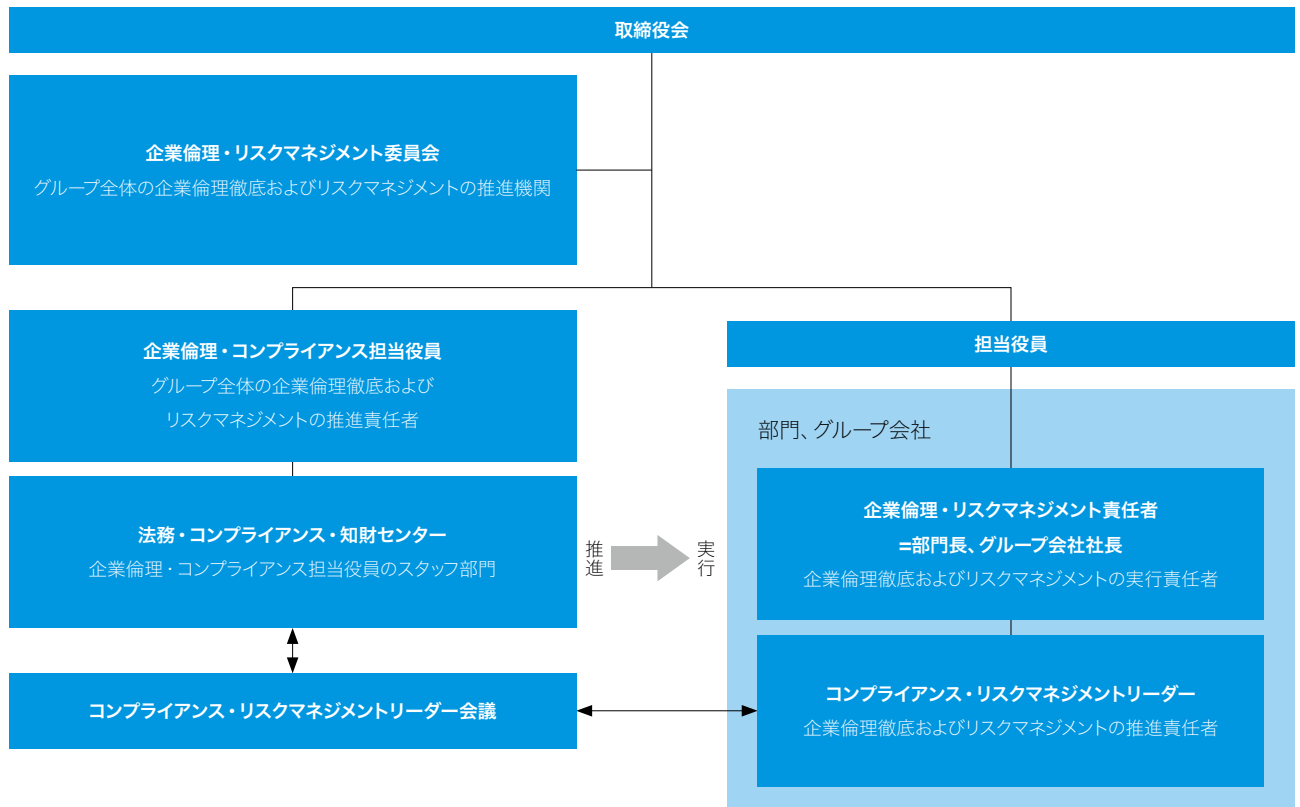 取締役会
企業倫理・リスクマネジメント委員会
グループ全体の企業倫理徹底およびリスクマネジメントの推進機関
企業倫理・コンプライアンス担当役員
グループ全体の企業倫理徹底および
リスクマネジメントの推進責任者
法務・コンプライアンス・知財センター
企業倫理・コンプライアンス担当役員のスタッフ部門
コンプライアンス・リスクマネジメントリーダー会議
推進
実行
担当役員
部門、グループ会社
企業倫理・リスクマネジメント責任者
=部門長、グループ会社社長
企業倫理徹底およびリスクマネジメントの実行責任者
コンプライアンス・リスクマネジメントリーダー
企業倫理徹底およびリスクマネジメントの推進責任者